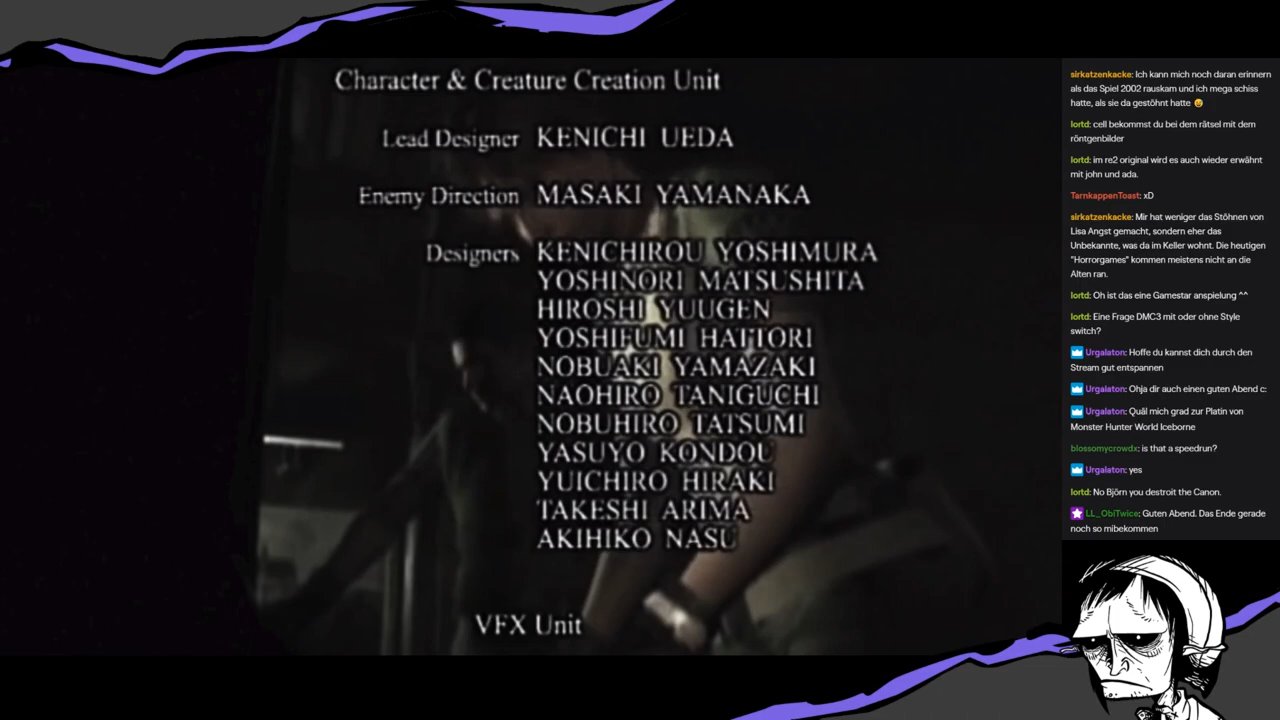 Character & Creature Creation Unit
Lead Designer KENICHI UEDA
Enemy Direction MASAKI YAMANAKA
Designers KENICHIROU YOSHIMURA
YOSHINORI MATSUSHITA
HIROSHI YUUGEN
YOSHIFUMI HATTORI
NOBUAKI YAMAZAKI
NAOHIRO TANIGUCHI
NOBUHIRO TATSUMI
YASUYO KONDOU
YUICHIRO HIRAKI
TAKESHI ARIMA
AKIHIKO NASU
VFX Unit
sirkatzenkacke: Ich kann mich noch daran erinnern
als das Spiel 2002 rauskam und ich mega schiss
hatte, als sie da gestöhnt hatte
lortd: cell bekommst du bei dem rätsel mit dem
röntgenbilder
lortd: im re2 original wird es auch wieder erwähnt
mit john und ada.
TarnkappenToast: xD
sirkatzenkacke: Mir hat weniger das Stöhnen von
Lisa Angst gemacht, sondern eher das
Unbekannte, was da im Keller wohnt. Die heutigen
"Horrorgames" kommen meistens nicht an die
Alten ran.
lortd: Oh ist das eine Gamestar anspielung ^^
lortd: Eine Frage DMC3 mit oder ohne Style
switch?
Urgalaton: Hoffe du kannst dich durch den
Stream gut entspannen
Urgalaton: Ohja dir auch einen guten Abend c:
Urgalaton: Quäl mich grad zur Platin von
Monster Hunter World Iceborne
blossomycrowdx: is that a speedrun?
Urgalaton: yes
lortd: No Björn you destroit the Canon.
LL_ObiTwice: Guten Abend. Das Ende gerade
noch so mibekommen